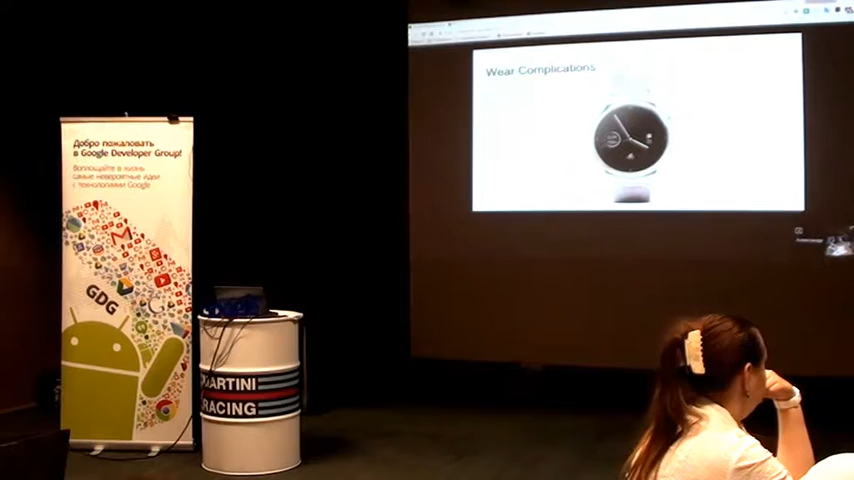 Добро пожаловать
в Google Developer Group!
Воплощайте в жизнь
самые невероятные идеи
с технологиями Google
GDG
MARTINI
RACING
Wear Complications